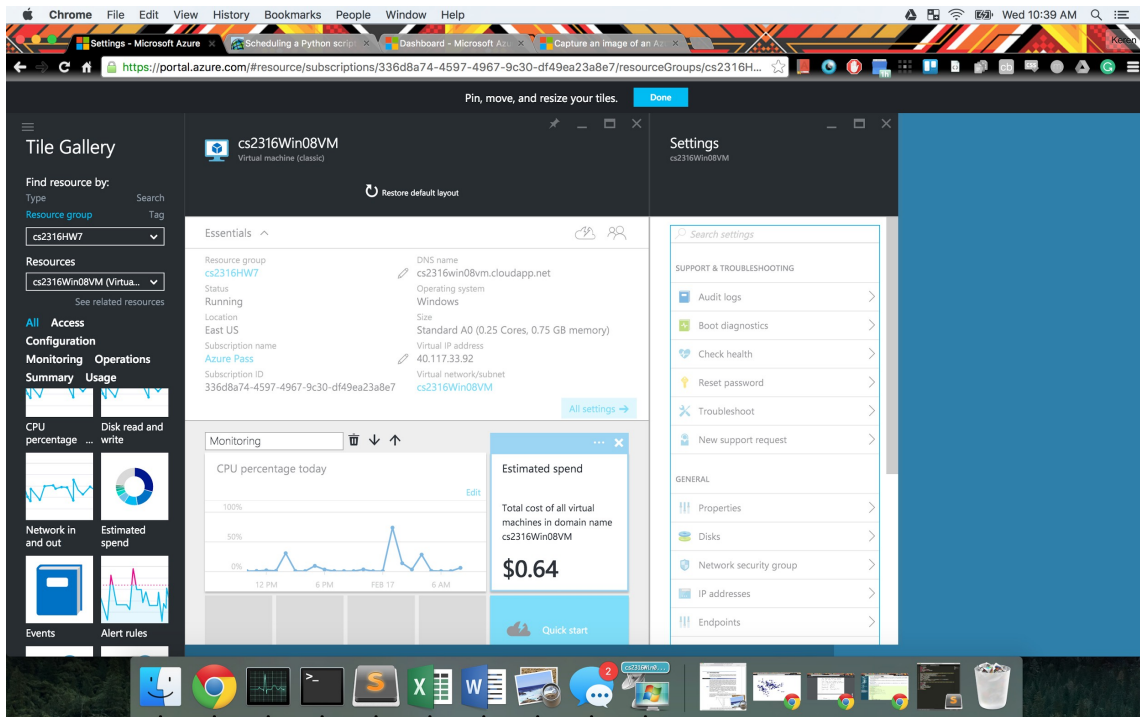 Chrome File Edit View History Bookmarks People Window Help
Wed 10:39 AM
Settings - Microsoft Azure
Scheduling a Python script
Dashboard - Microsoft Azu
Capture an image of an Az
Keren
https://portal.azure.com/#resource/subscriptions/336d8a74-4597-4967-9c30-df49ea23a8e7/resourceGroups/cs2316H...
Pin, move, and resize your tiles.
Done
Tile Gallery
Find resource by:
Type Search
Resource group Tag
cs2316HW7
Resources
cs2316Win08VM (Virtua...
See related resources
All Access
Configuration
Monitoring Operations
Summary Usage
CPU percentage ...
Disk read and write
Network in and out
Estimated spend
Events
Alert rules
cs2316Win08VM
Virtual machine (classic)
Restore default layout
Essentials
Resource group
cs2316HW7
Status
Running
Location
East US
Subscription name
Azure Pass
Subscription ID
336d8a74-4597-4967-9c30-df49ea23a8e7
DNS name
cs2316win08vm.cloudapp.net
Operating system
Windows
Size
Standard A0 (0.25 Cores, 0.75 GB memory)
Virtual IP address
40.117.33.92
Virtual network/subnet
cs2316Win08VM
All settings →
Monitoring
CPU percentage today
Edit
100%
50%
0%
12 PM 6 PM FEB 17 6 AM
Estimated spend
Total cost of all virtual
machines in domain name
cs2316Win08VM
$0.64
Quick start
Settings
cs2316Win08VM
Search settings
SUPPORT & TROUBLESHOOTING
Audit logs
Boot diagnostics
Check health
Reset password
Troubleshoot
New support request
GENERAL
Properties
Disks
Network security group
IP addresses
Endpoints
2
cs2316Win0...